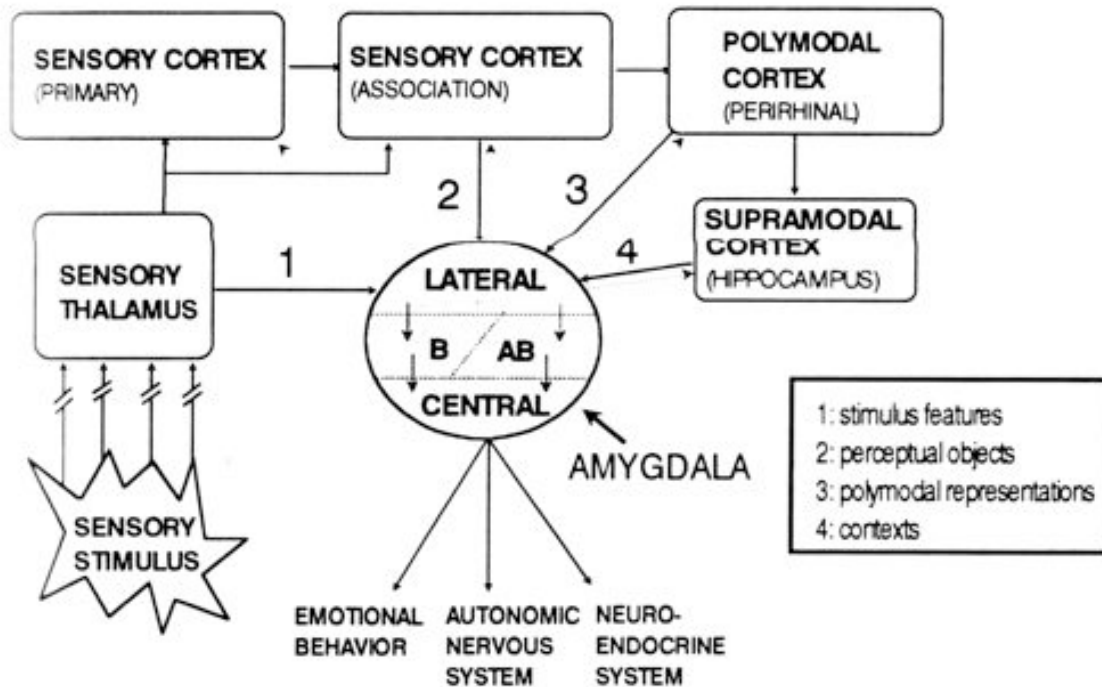 SENSORY CORTEX
(PRIMARY)
SENSORY CORTEX
(ASSOCIATION)
POLYMODAL
CORTEX
(PERIRHINAL)
2
3
SUPRAMODAL
CORTEX
(HIPPOCAMPUS)
4
SENSORY
THALAMUS
1
LATERAL
B
AB
CENTRAL
AMYGDALA
1: stimulus features
2: perceptual objects
3: polymodal representations
4: contexts
SENSORY
STIMULUS
EMOTIONAL
BEHAVIOR
AUTONOMIC
NERVOUS
SYSTEM
NEURO-
ENDOCRINE
SYSTEM